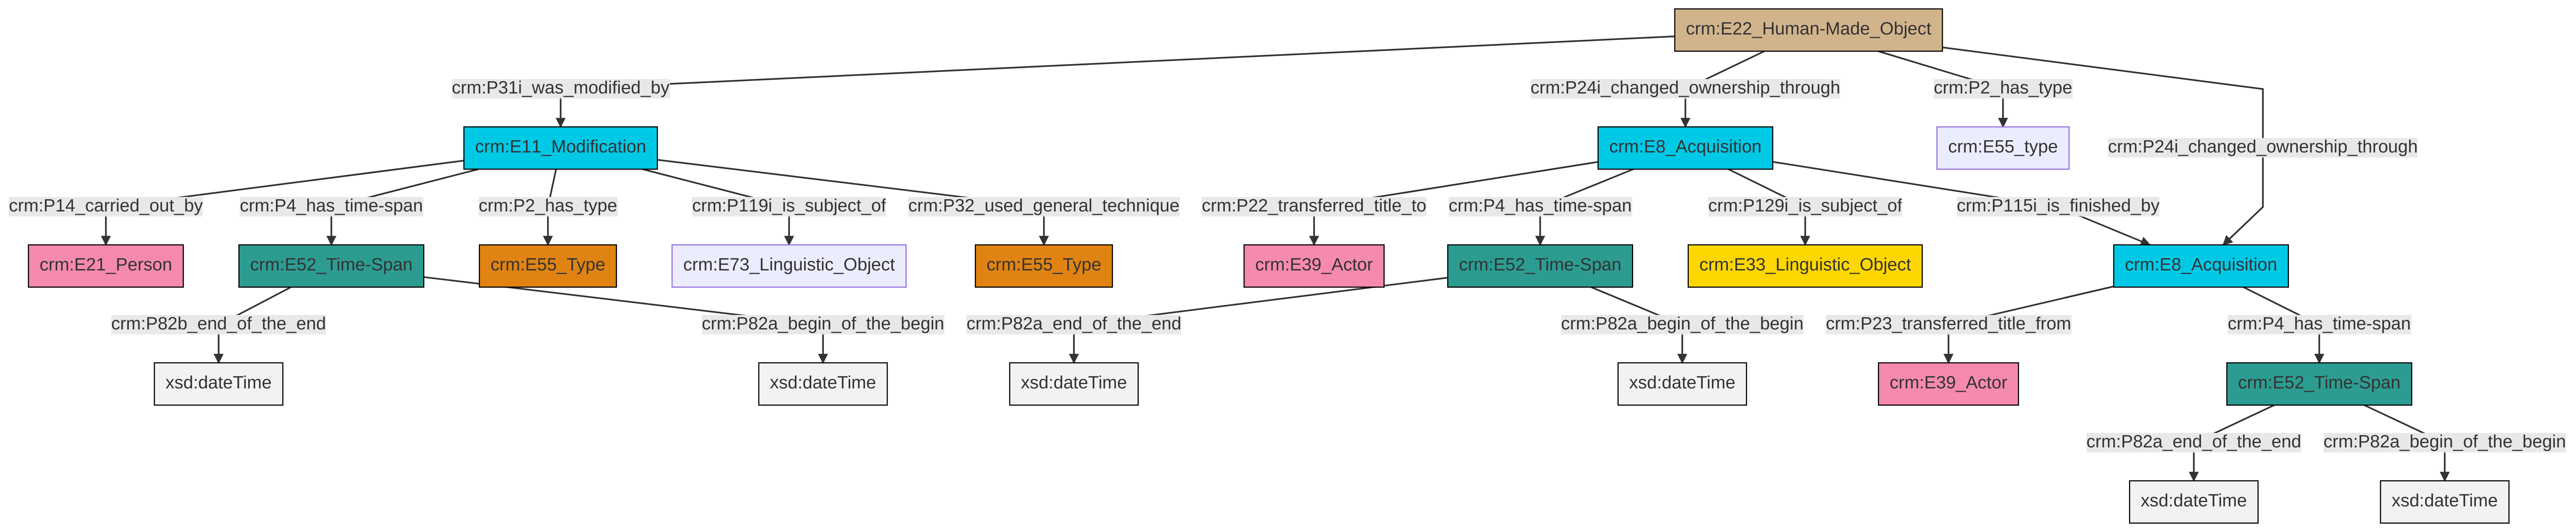 crm:E22_Human-Made_Object
crm:P31i_was_modified_by
crm:P24i_changed_ownership_through
crm:P2_has_type
crm:P24i_changed_ownership_through
crm:E11_Modification
crm:E8_Acquisition
crm:E55_type
crm:P14_carried_out_by
crm:P4_has_time-span
crm:P2_has_type
crm:P119i_is_subject_of
crm:P32_used_general_technique
crm:P22_transferred_title_to
crm:P4_has_time-span
crm:P129i_is_subject_of
crm:P115i_is_finished_by
crm:E21_Person
crm:E52_Time-Span
crm:E55_Type
crm:E73_Linguistic_Object
crm:E55_Type
crm:E39_Actor
crm:E52_Time-Span
crm:E33_Linguistic_Object
crm:E8_Acquisition
crm:P82b_end_of_the_end
crm:P82a_begin_of_the_begin
crm:P82a_end_of_the_end
crm:P82a_begin_of_the_begin
crm:P23_transferred_title_from
crm:P4_has_time-span
xsd:dateTime
xsd:dateTime
xsd:dateTime
xsd:dateTime
crm:E39_Actor
crm:E52_Time-Span
crm:P82a_end_of_the_end
crm:P82a_begin_of_the_begin
xsd:dateTime
xsd:dateTime